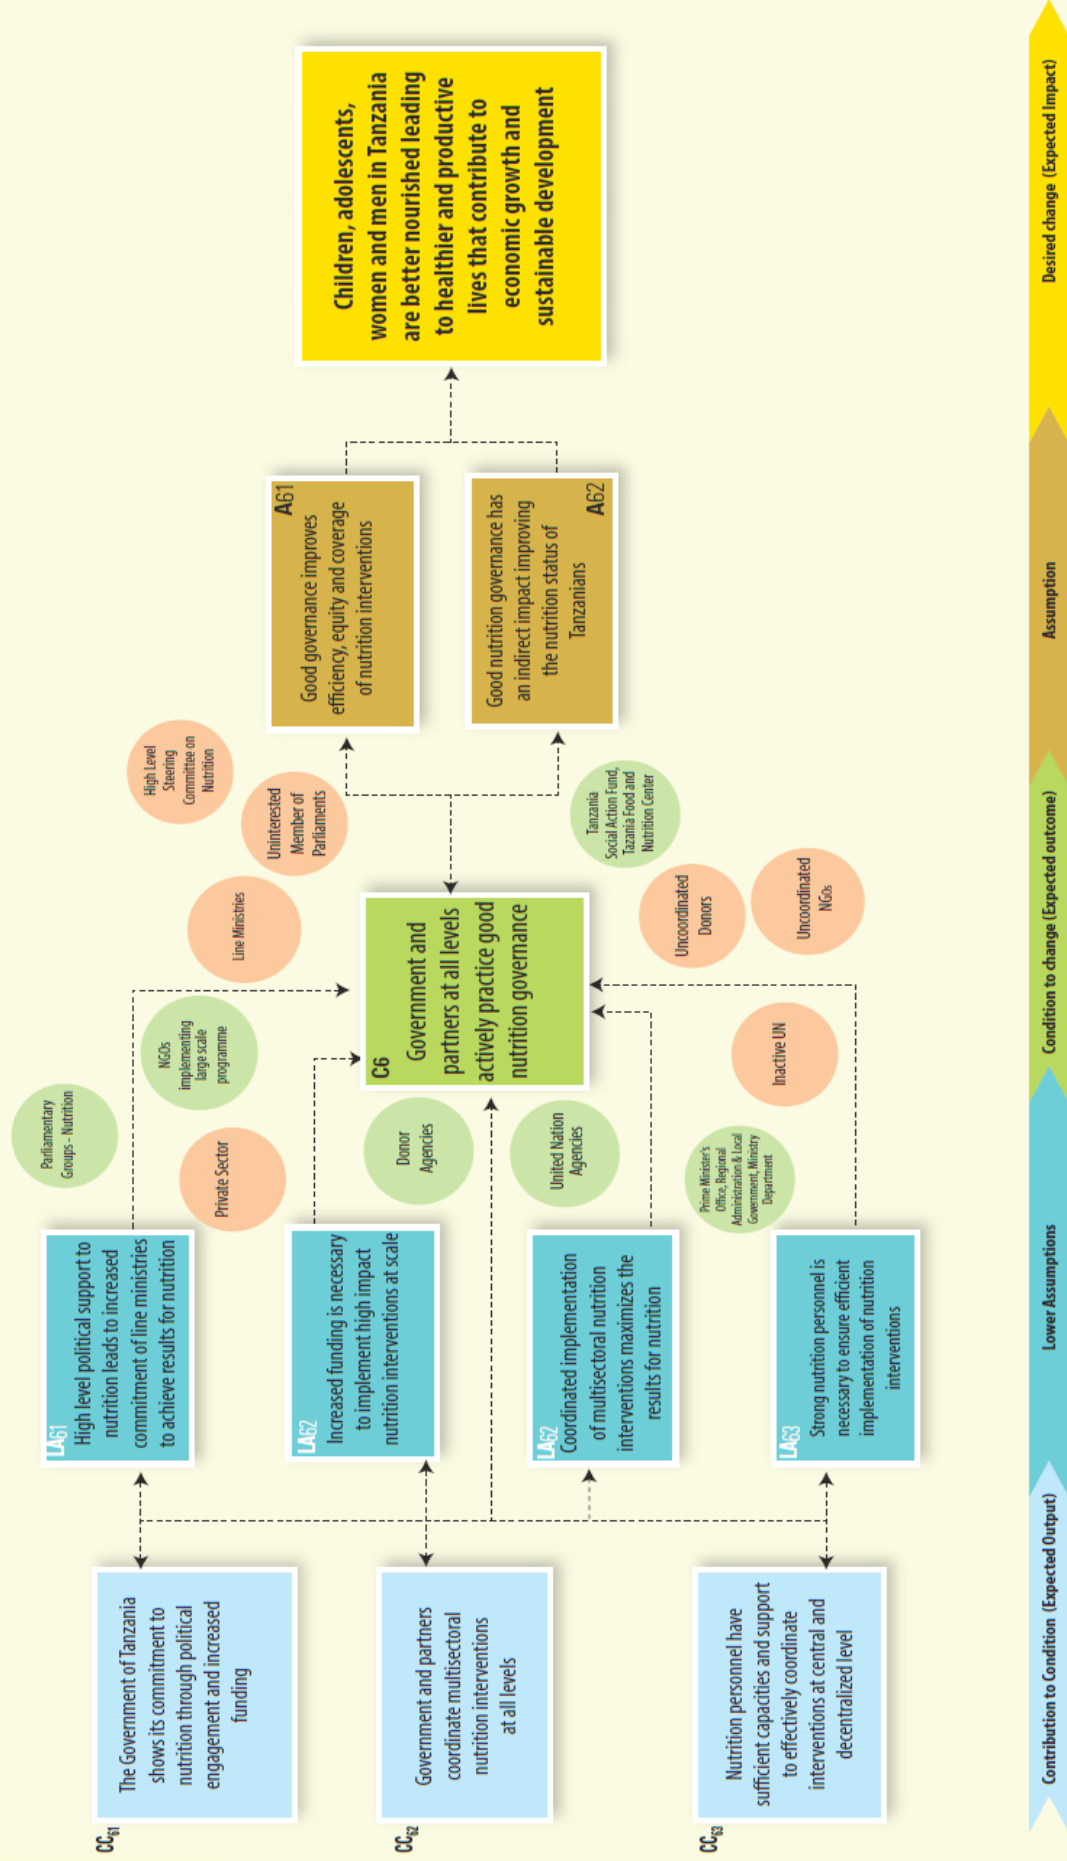 CC61
The Government of Tanzania
shows its commitment to
nutrition through political
engagement and increased
funding
CC62
Government and partners
coordinate multisectoral
nutrition interventions
at all levels
CC63
Nutrition personnel have
sufficient capacities and support
to effectively coordinate
interventions at central and
decentralized level
LA61
High level political support to
nutrition leads to increased
commitment of line ministries
to achieve results for nutrition
LA62
Increased funding is necessary
to implement high impact
nutrition interventions at scale
LA62
Coordinated implementation
of multisectoral nutrition
interventions maximizes the
results for nutrition
LA63
Strong nutrition personnel is
necessary to ensure efficient
implementation of nutrition
interventions
Parliamentary
Groups - Nutrition
Private Sector
NGOs
implementing
large scale
programme
Donor
Agencies
United Nation
Agencies
Prime Minister's
Office, Regional
Administration & Local
Government, Ministry
Department
Inactive UN
C6
Government and
partners at all levels
actively practice good
nutrition governance
Line Ministries
Uninterested
Member of
Parliaments
High Level
Steering
Committee on
Nutrition
Tanzania
Social Action Fund,
Tazania Food and
Nutrition Center
Uncoordinated
Donors
Uncoordinated
NGOs
A61
Good governance improves
efficiency, equity and coverage
of nutrition interventions
Good nutrition governance has
an indirect impact improving
the nutrition status of
Tanzanians
A62
Children, adolescents,
women and men in Tanzania
are better nourished leading
to healthier and productive
lives that contribute to
economic growth and
sustainable development
Contribution to Condition (Expected Output)
Lower Assumptions
Condition to change (Expected outcome)
Assumption
Desired change (Expected Impact)